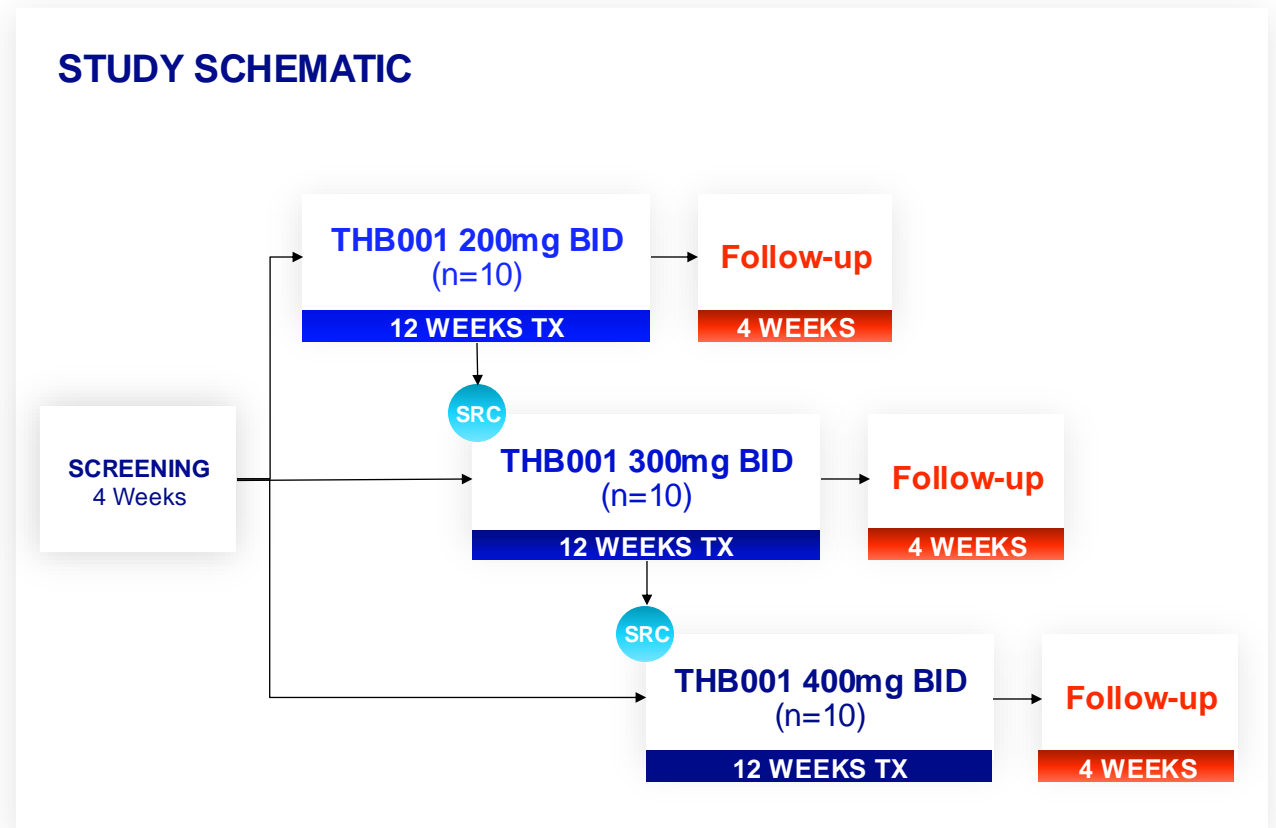 STUDY SCHEMATIC
THB001 200mg BID
(n=10)
12 WEEKS TX
Follow-up
4 WEEKS
SCREENING
4 Weeks
SRC
THB001 300mg BID
(n=10)
12 WEEKS TX
Follow-up
4 WEEKS
SRC
THB001 400mg BID
(n=10)
12 WEEKS TX
Follow-up
4 WEEKS